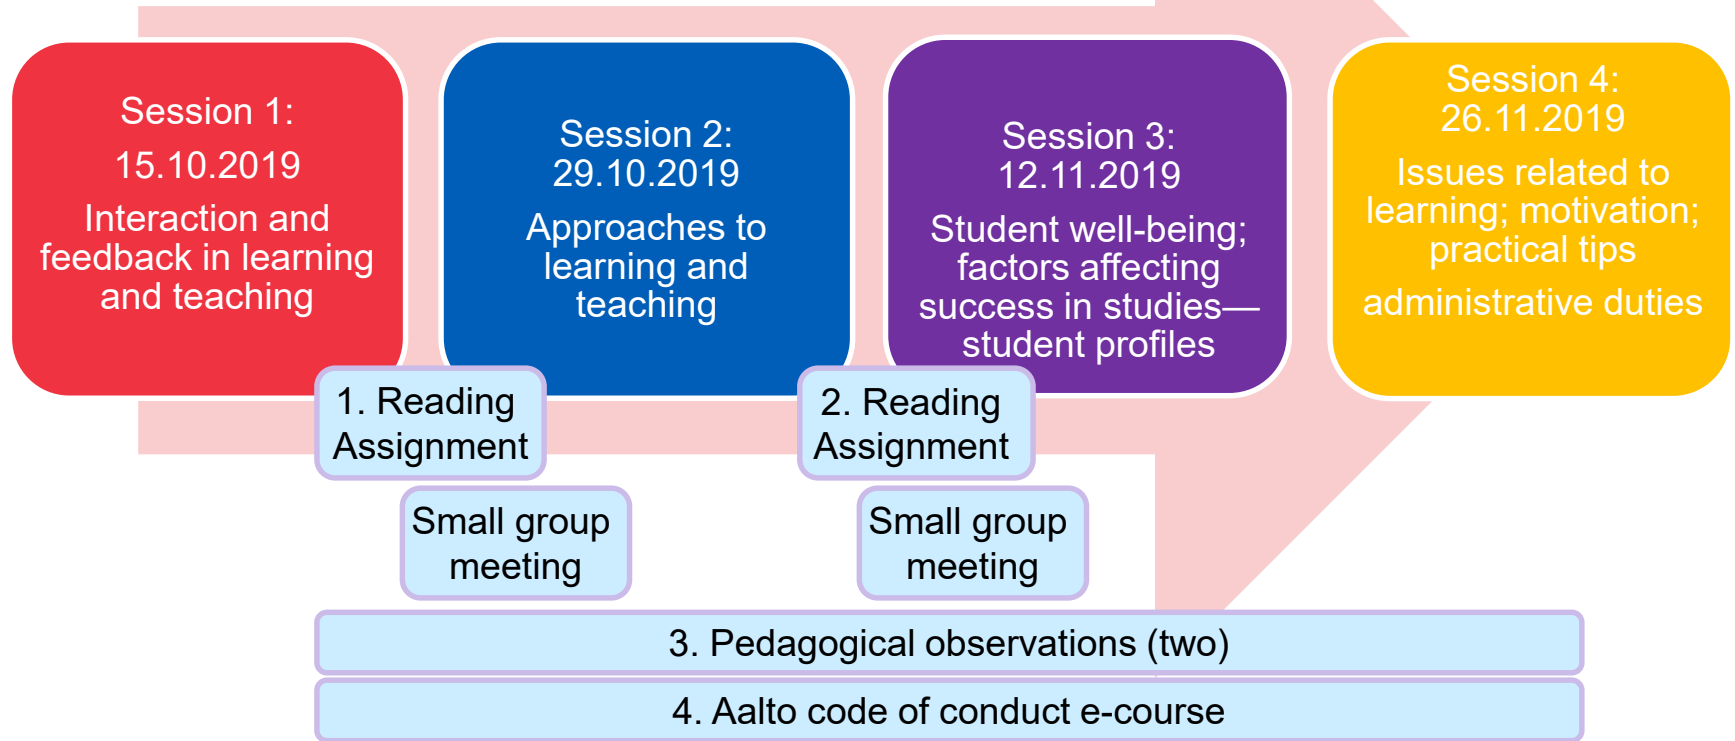 Session 1:
15.10.2019
Interaction and
feedback in learning
and teaching
Session 2:
29.10.2019
Approaches to
learning and
teaching
Session 3:
12.11.2019
Student well-being;
factors affecting
success in studies—
student profiles
Session 4:
26.11.2019
Issues related to
learning; motivation;
practical tips
administrative duties
1. Reading
Assignment
2. Reading
Assignment
Small group
meeting
Small group
meeting
3. Pedagogical observations (two)
4. Aalto code of conduct e-course